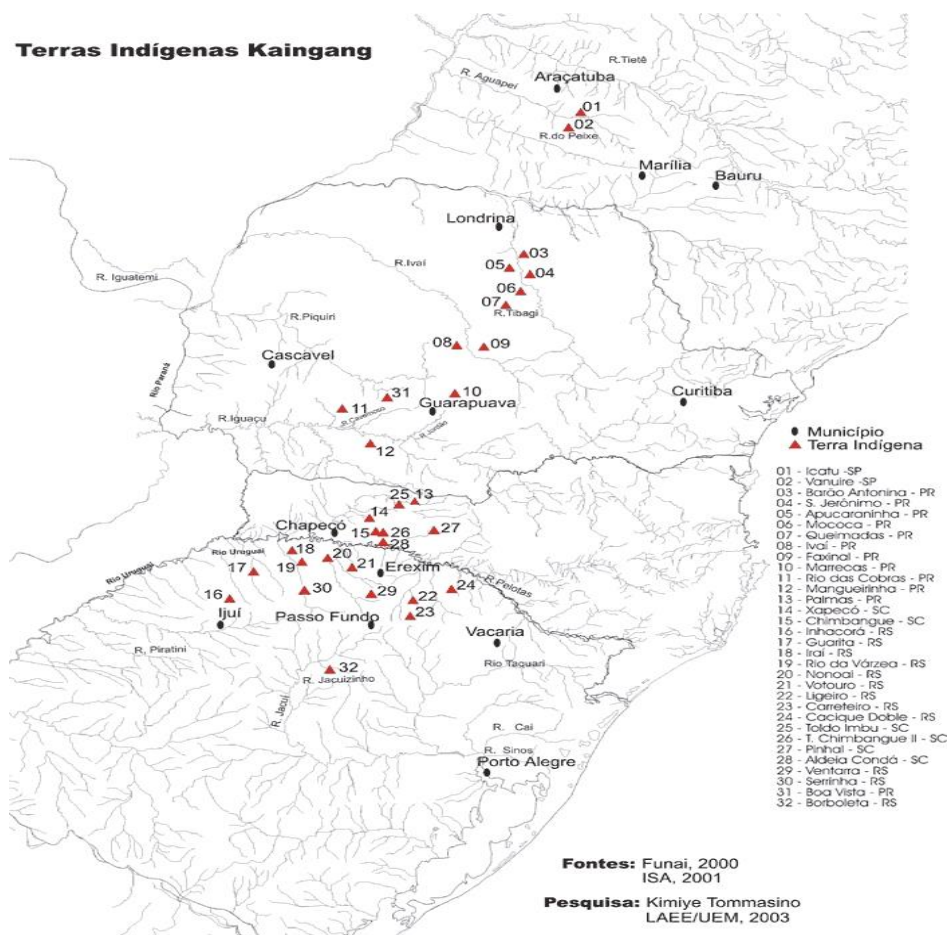 Terras Indígenas Kaingang
R.Tietê
R. Aguapeí
Araçatuba
01
02
R.do Peixe
Marília
Bauru
Londrina
03
05
04
R.Ivaí
R. Iguatemi
06
07
R.Tibagi
R.Piquiri
08
09
Cascavel
Rio Paraná
31
10
Curitiba
11
Guarapuava
R.Iguaçu
R.Cavernoso
R.Jordão
12
Município
Terra Indígena
01 - Icatu -SP
02 - Vanuire -SP
03 - Barão Antonina - PR
04 - S. Jerônimo - PR
05 - Apucaraninha - PR
06 - Mococa - PR
07 - Queimadas - PR
08 - Ivaí - PR
09 - Faxinal - PR
10 - Marrecas - PR
11 - Rio das Cobras - PR
12 - Mangueirinha - PR
13 - Palmas - PR
14 - Xapecó - SC
15 - Chimbangue - SC
16 - Inhacorá - RS
17 - Guarita - RS
18 - Iraí - RS
19 - Rio da Várzea - RS
20 - Nonoai - RS
21 - Votouro - RS
22 - Ligeiro - RS
23 - Carreteiro - RS
24 - Cacique Doble - RS
25 - Toldo Imbu - SC
26 - T. Chimbangue II - SC
27 - Pinhal - SC
28 - Aldeia Condá - SC
29 - Ventarra - RS
30 - Serrinha - RS
31 - Boa Vista - PR
32 - Borboleta - RS
25
13
14
Chapecó
15
26
27
28
Rio Uruguai
Rio Uruguai
18
20
19
21
Erexim
17
R.Pelotas
24
30
29
22
16
23
Ijuí
Passo Fundo
Vacaria
R. Piratini
Rio Taquari
32
R. Jacuizinho
R. Jacuí
R. Caí
R. Sinos
Porto Alegre
Fontes: Funai, 2000
ISA, 2001
Pesquisa: Kimiye Tommasino
LAEE/UEM, 2003